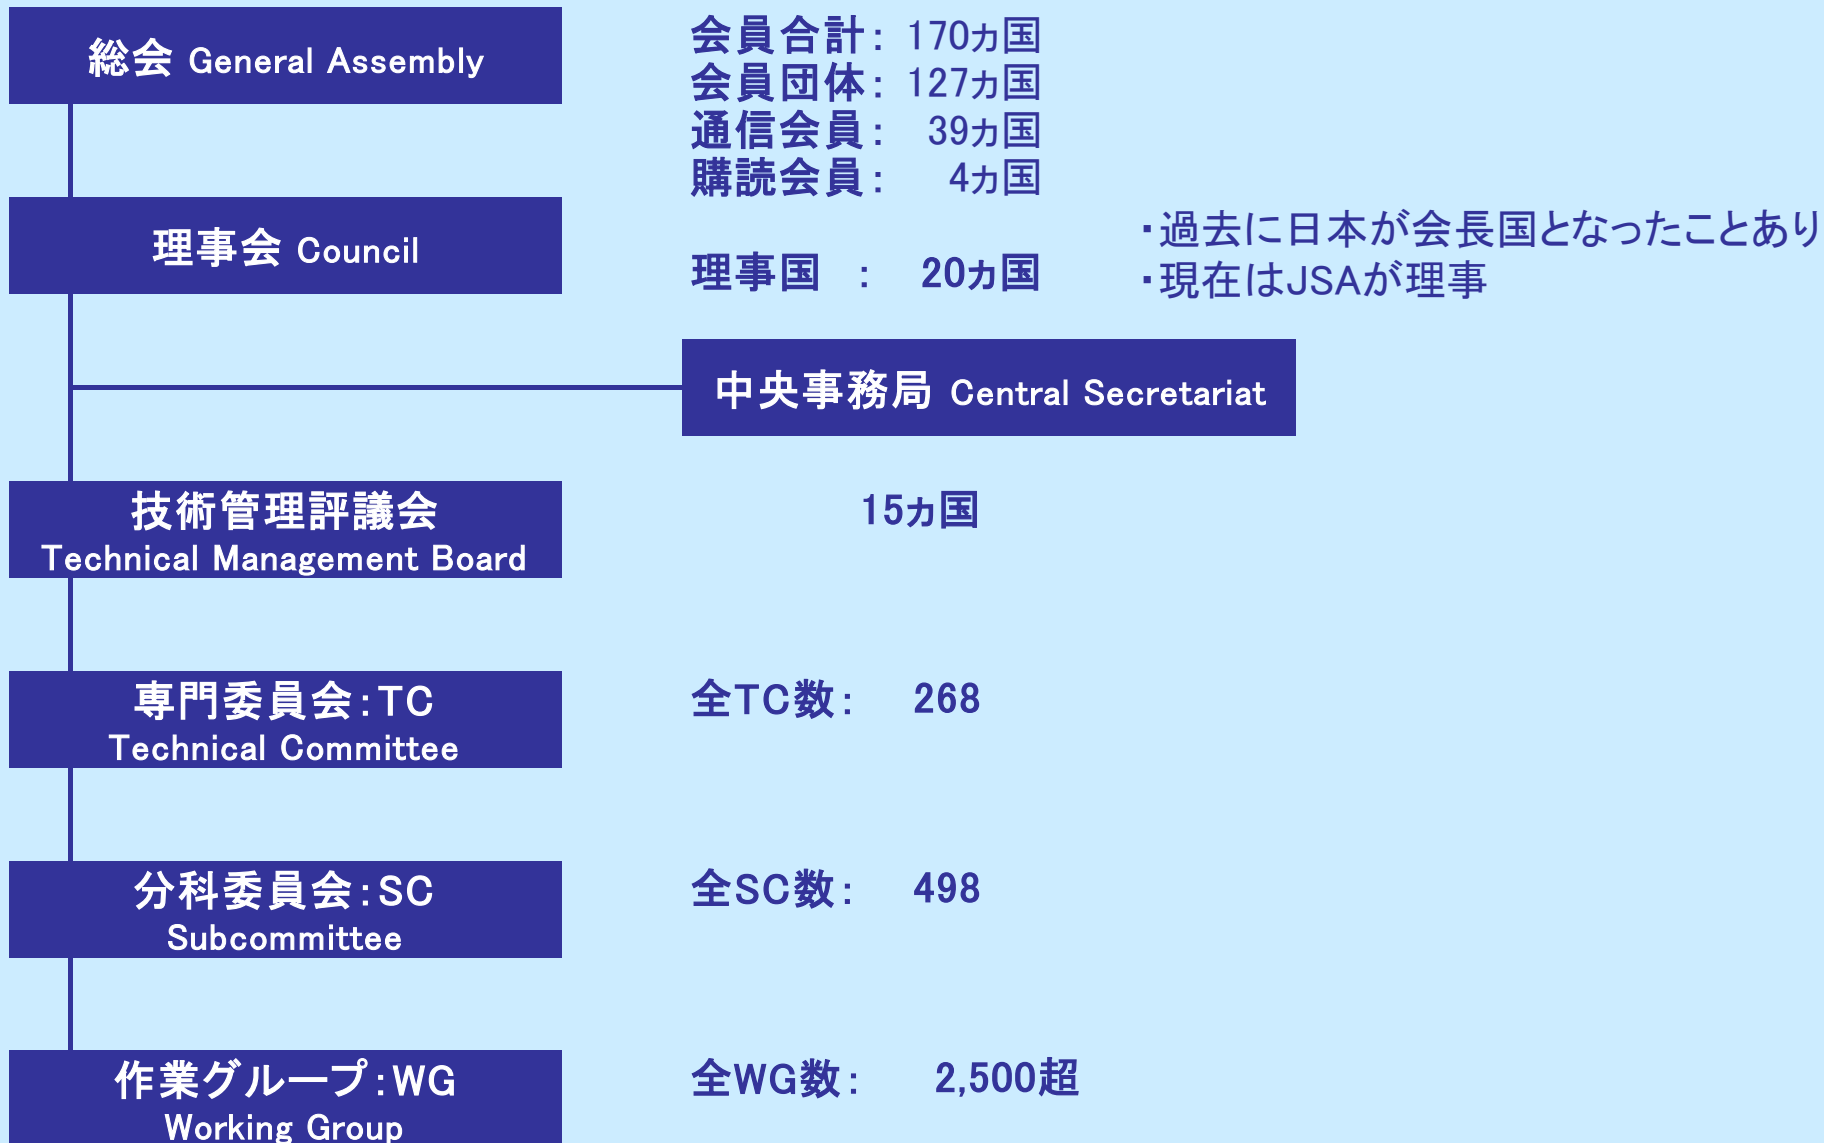 総会 General Assembly
会員合計： 170ヵ国
会員団体： 127ヵ国
通信会員： 39ヵ国
購読会員： 4ヵ国
理事会 Council
理事国 ： 20ヵ国
・過去に日本が会長国となったことあり
・現在はJSAが理事
中央事務局 Central Secretariat
技術管理評議会
Technical Management Board
15ヵ国
専門委員会：TC
Technical Committee
全TC数： 268
分科委員会：SC
Subcommittee
全SC数： 498
作業グループ：WG
Working Group
全WG数： 2,500超